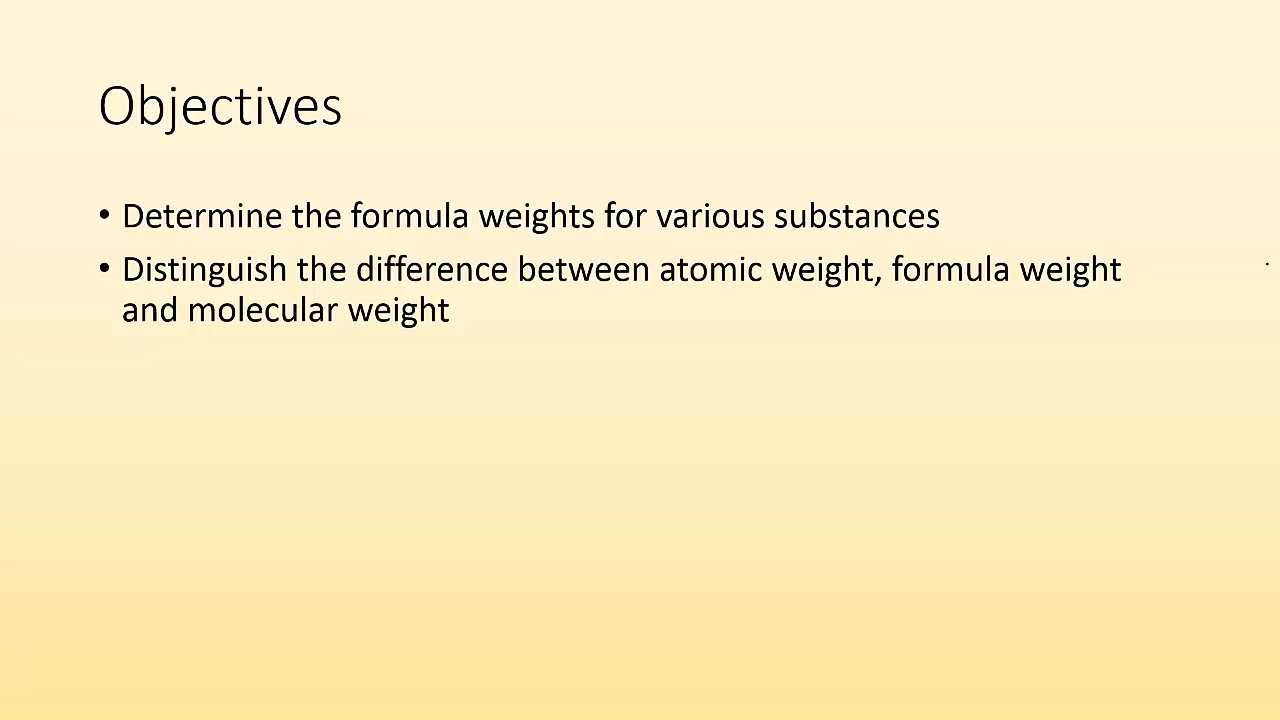 Objectives
• Determine the formula weights for various substances
• Distinguish the difference between atomic weight, formula weight
and molecular weight